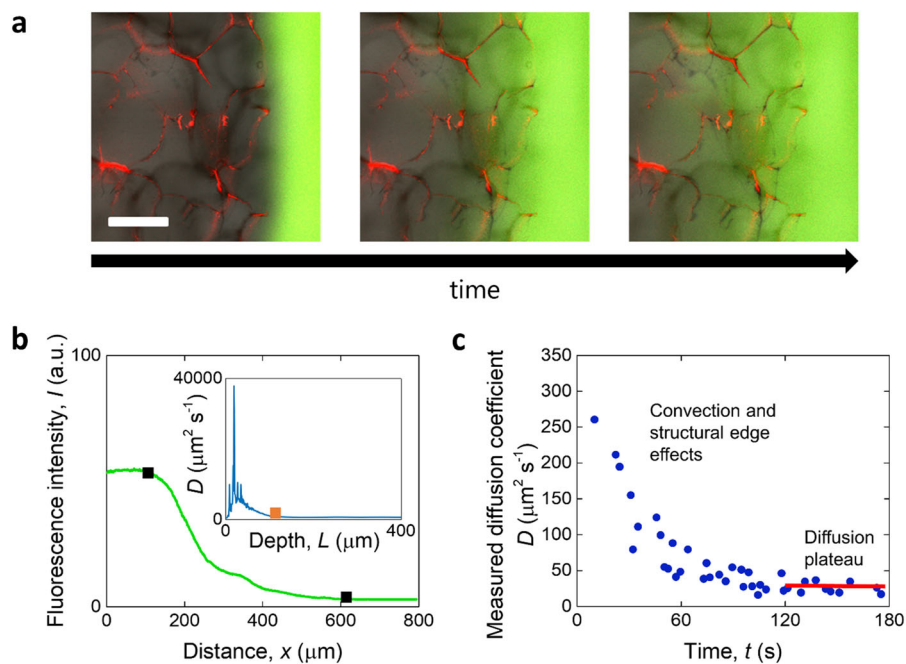 a
time
b
Fluorescence intensity, I (a.u.)
100
0
0 200 400 600 800
Distance, x (μm)
40000
D (μm² s⁻¹)
0
0 400
Depth, L (μm)
c
Measured diffusion coefficient
D (μm² s⁻¹)
350
300
250
200
150
100
50
0
0 60 120 180
Time, t (s)
Convection and
structural edge
effects
Diffusion
plateau